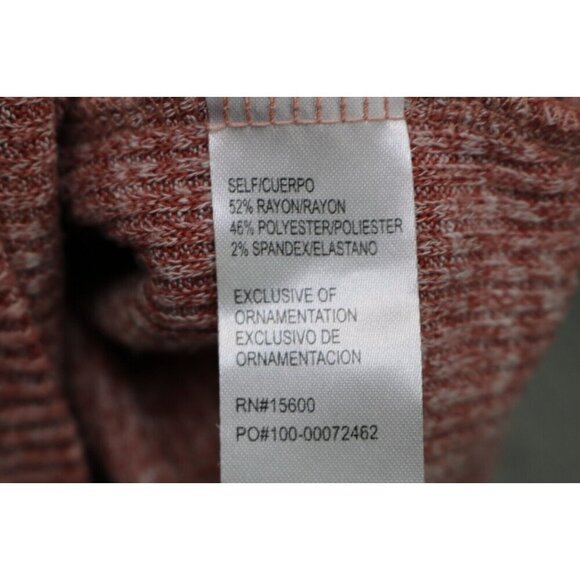 SELF/CUERPO
52% RAYON/RAYON
46% POLYESTER/POLIESTER
2% SPANDEX/ELASTANO
EXCLUSIVE OF
ORNAMENTATION
EXCLUSIVO DE
ORNAMENTACION
RN#15600
PO#100-00072462